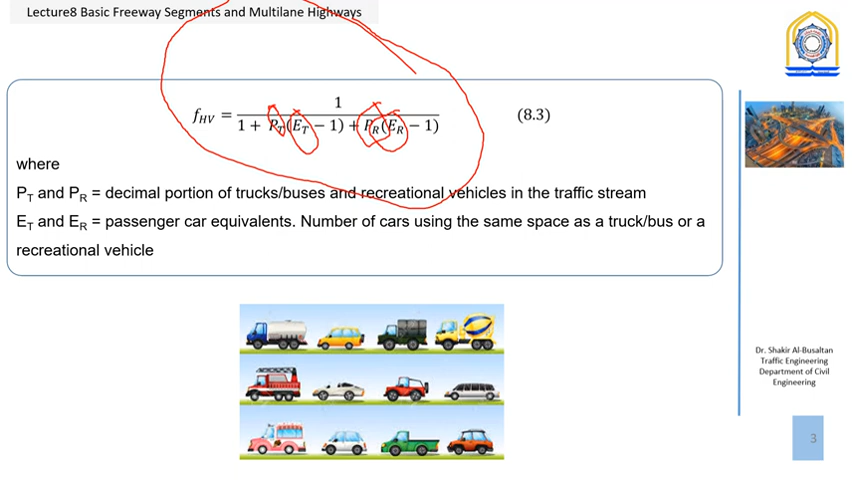 Lecture8 Basic Freeway Segments and Multilane Highways
f_HV = 1 / (1 + P_T(E_T − 1) + P_R(E_R − 1)) (8.3)
where
P_T and P_R = decimal portion of trucks/buses and recreational vehicles in the traffic stream
E_T and E_R = passenger car equivalents. Number of cars using the same space as a truck/bus or a
recreational vehicle
Dr. Shakir Al-Busaltan
Traffic Engineering
Department of Civil
Engineering
3